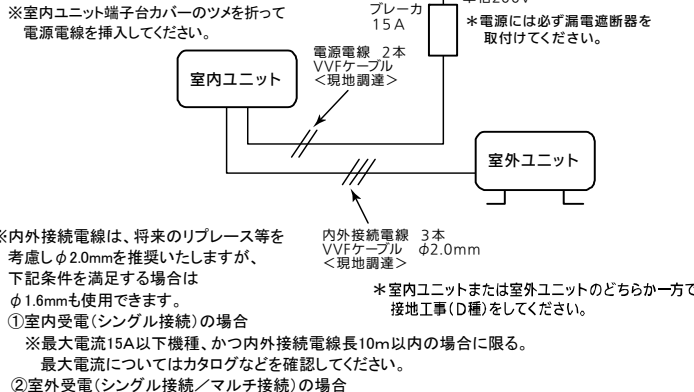 ※室内ユニット端子台カバーのツメを折って
電源電線を挿入してください。
ブレーカ
15A
＊電源には必ず漏電遮断器を
取付けてください。
電源電線 2本
VVFケーブル
＜現地調達＞
室内ユニット
室外ユニット
内外接続電線 3本
VVFケーブル φ2.0mm
＜現地調達＞
※内外接続電線は、将来のリプレース等を
考慮しφ2.0mmを推奨いたしますが、
下記条件を満足する場合は
φ1.6mmも使用できます。
＊室内ユニットまたは室外ユニットのどちらか一方で
接地工事(D種)をしてください。
①室内受電(シングル接続)の場合
※最大電流15A以下機種、かつ内外接続電線長10m以内の場合に限る。
最大電流についてはカタログなどを確認してください。
②室外受電(シングル接続／マルチ接続)の場合